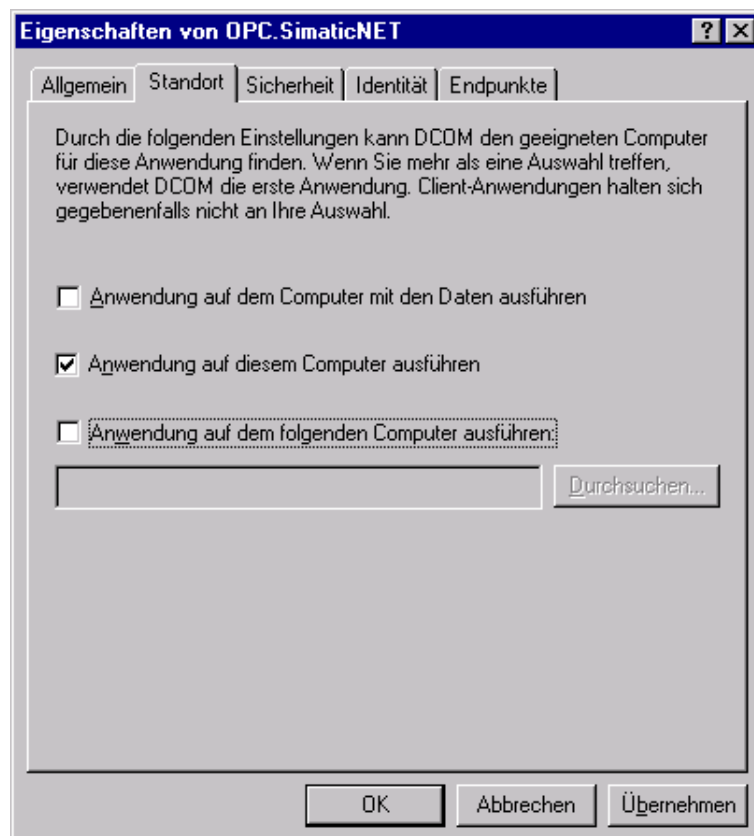 Eigenschaften von OPC.SimaticNET
Allgemein Standort Sicherheit Identität Endpunkte
Durch die folgenden Einstellungen kann DCOM den geeigneten Computer
für diese Anwendung finden. Wenn Sie mehr als eine Auswahl treffen,
verwendet DCOM die erste Anwendung. Client-Anwendungen halten sich
gegebenenfalls nicht an Ihre Auswahl.
Anwendung auf dem Computer mit den Daten ausführen
Anwendung auf diesem Computer ausführen
Anwendung auf dem folgenden Computer ausführen:
Durchsuchen...
OK Abbrechen Übernehmen